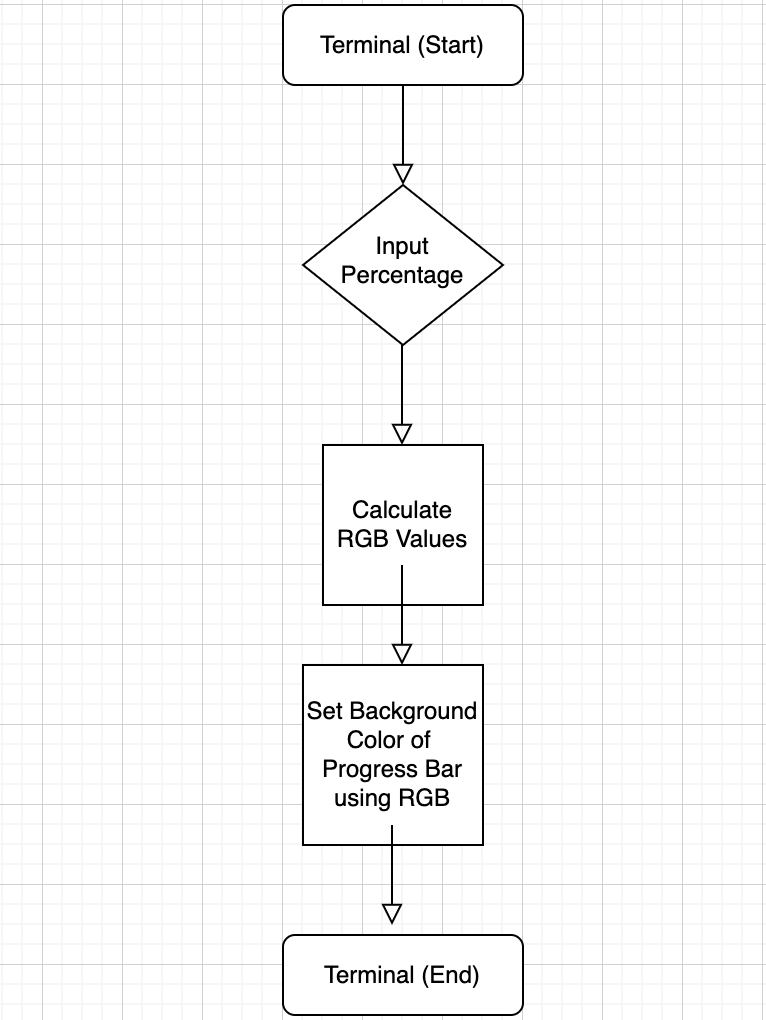 Terminal (Start)
Input
Percentage
Calculate
RGB Values
Set Background
Color of
Progress Bar
using RGB
Terminal (End)